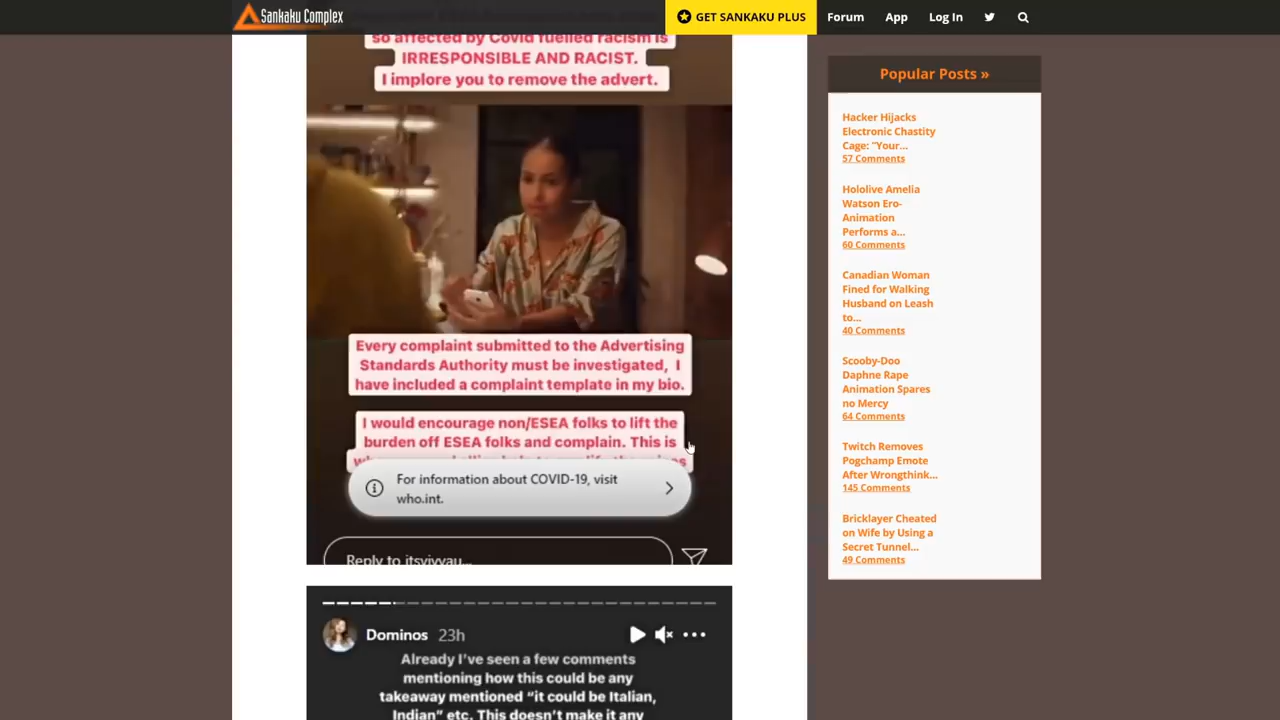 Sankaku Complex
GET SANKAKU PLUS
Forum
App
Log In
so affected by Covid fuelled racism is
IRRESPONSIBLE AND RACIST.
I implore you to remove the advert.
Every complaint submitted to the Advertising
Standards Authority must be investigated, I
have included a complaint template in my bio.
I would encourage non/ESEA folks to lift the
burden off ESEA folks and complain. This is
For information about COVID-19, visit
who.int.
Reply to itsvivyau...
Dominos 23h
Already I've seen a few comments
mentioning how this could be any
takeaway mentioned "it could be Italian,
Indian" etc. This doesn't make it any
Popular Posts »
Hacker Hijacks
Electronic Chastity
Cage: "Your...
57 Comments
Hololive Amelia
Watson Ero-
Animation
Performs a...
60 Comments
Canadian Woman
Fined for Walking
Husband on Leash
to...
40 Comments
Scooby-Doo
Daphne Rape
Animation Spares
no Mercy
64 Comments
Twitch Removes
Pogchamp Emote
After Wrongthink...
145 Comments
Bricklayer Cheated
on Wife by Using a
Secret Tunnel...
49 Comments